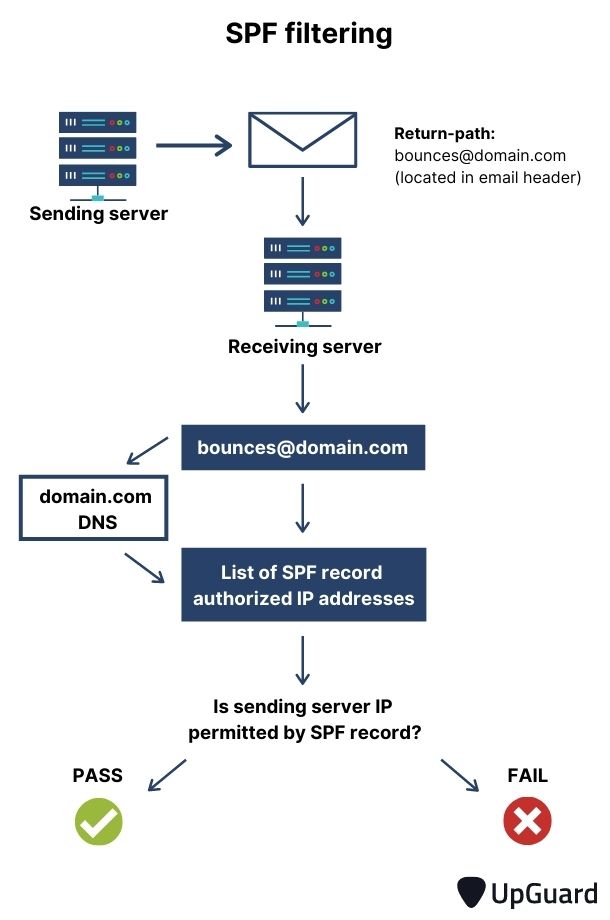 SPF filtering
Return-path:
bounces@domain.com
(located in email header)
Sending server
Receiving server
bounces@domain.com
domain.com
DNS
List of SPF record
authorized IP addresses
Is sending server IP
permitted by SPF record?
PASS
FAIL
UpGuard